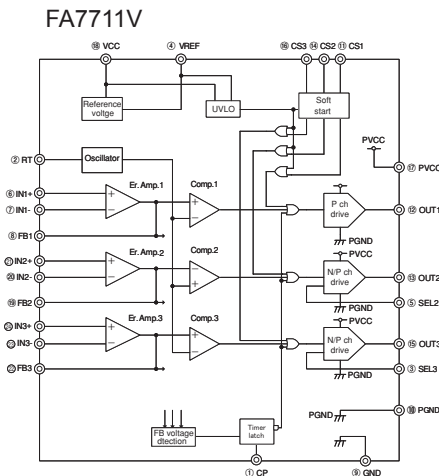 FA7711V
⑱ VCC
④ VREF
⑯ CS3 ⑭ CS2 ⑪ CS1
Reference
voltge
UVLO
Soft
start
PVCC
② RT
Oscillator
⑰ PVCC
Er. Amp.1
Comp.1
PVCC
⑥ IN1+
+
+
P ch
drive
⑫ OUT1
⑦ IN1-
−
−
⑧ FB1
PGND
Er. Amp.2
Comp.2
PVCC
㉑ IN2+
+
−
N/P ch
drive
⑬ OUT2
⑳ IN2-
−
+
⑲ FB2
PGND
⑤ SEL2
Er. Amp.3
Comp.3
PVCC
㉔ IN3+
+
+
N/P ch
drive
⑮ OUT3
㉓ IN3-
−
−
㉒ FB3
PGND
③ SEL3
FB voltage
dtection
Timer
latch
PGND
⑩ PGND
① CP
⑨ GND